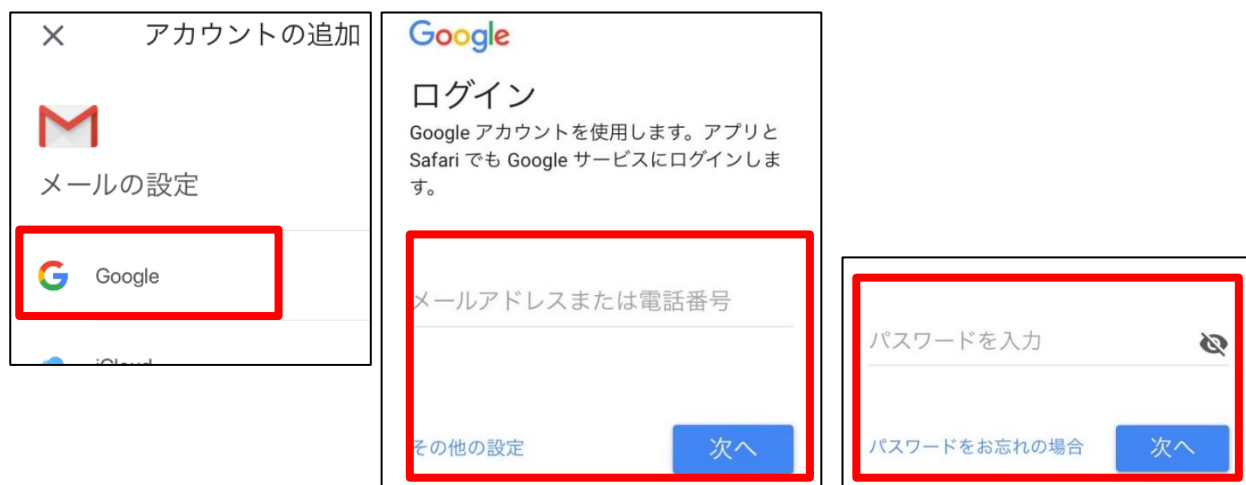 アカウントの追加
メールの設定
Google
iCloud
Google
ログイン
Google アカウントを使用します。アプリと
Safari でも Google サービスにログインしま
す。
メールアドレスまたは電話番号
その他の設定
次へ
パスワードを入力
パスワードをお忘れの場合
次へ